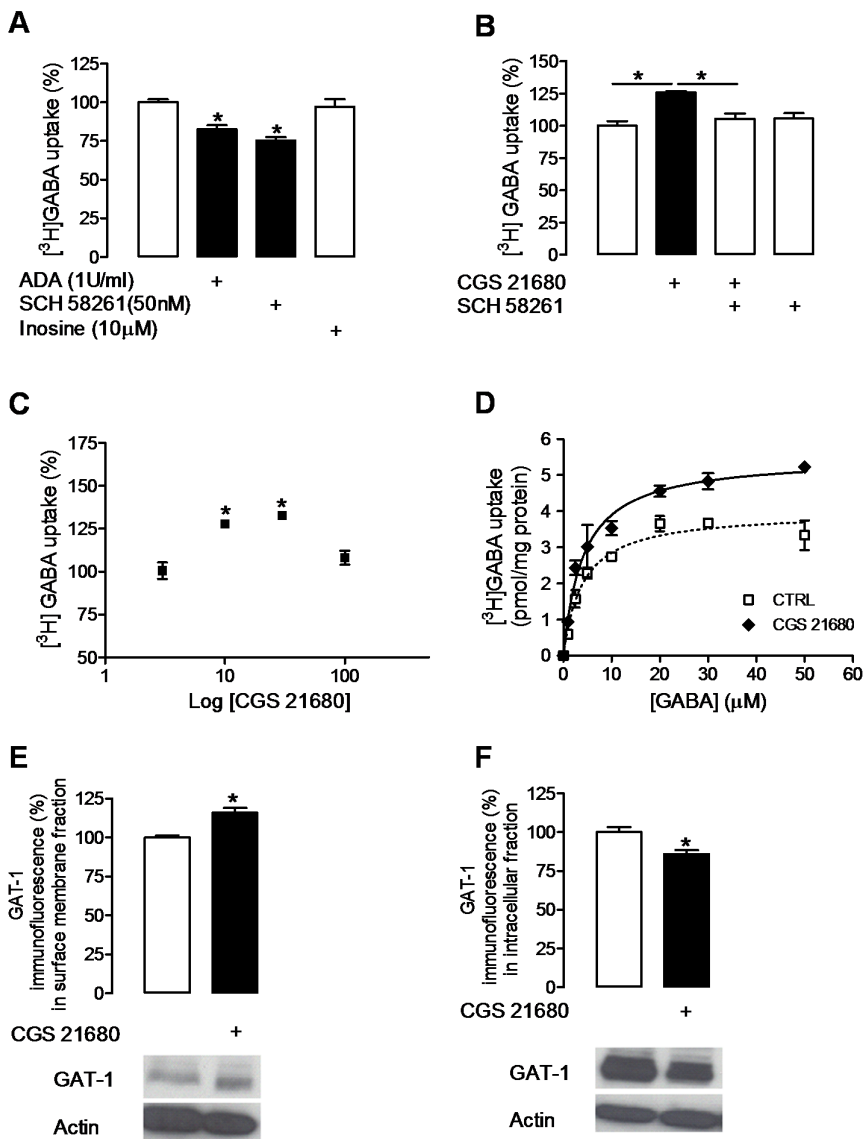 A
[³H]GABA uptake (%)
125
100
75
50
25
0
* *
ADA (1U/ml) +
SCH 58261(50nM) +
Inosine (10μM) +
B
[³H] GABA uptake (%)
150
125
100
75
50
25
0
* *
CGS 21680 + +
SCH 58261 + +
C
[³H] GABA uptake (%)
175
150
125
100
75
50
* *
1 10 100
Log [CGS 21680]
D
[³H]GABA uptake
(pmol/mg protein)
6
5
4
3
2
1
0
CTRL
CGS 21680
0 10 20 30 40 50 60
[GABA] (μM)
E
GAT-1
immunofluorescence (%)
in surface membrane fraction
125
100
75
50
25
0
*
CGS 21680 +
GAT-1
Actin
F
GAT-1
immunofluorescence (%)
in intracellular fraction
125
100
75
50
25
0
*
CGS 21680 +
GAT-1
Actin